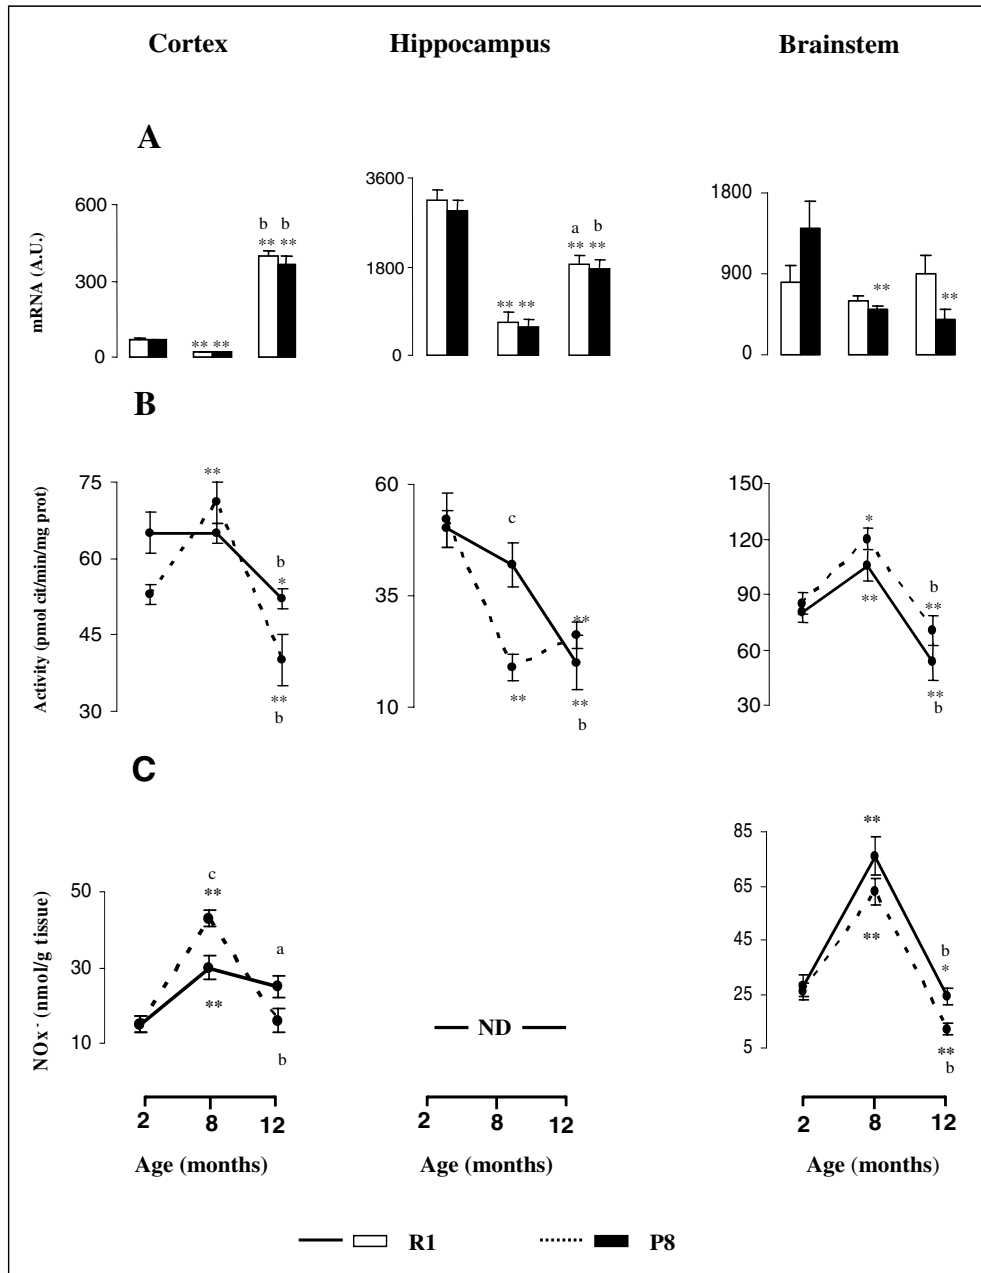 Cortex Hippocampus Brainstem
A
mRNA (A.U.)
600
300
0
** **
b b
** **
3600
1800
0
** **
a b
** **
1800
900
0
**
**
B
Activity (pmol cit/min/mg prot)
75
60
45
30
**
b
*
**
b
60
35
10
c
**
**
**
b
150
120
90
60
30
*
**
b
**
**
b
C
NOx - (nmol/g tissue)
50
30
10
c
**
**
a
b
ND
85
65
45
25
5
**
**
b
*
**
b
2 8 12
2 8 12
2 8 12
Age (months) Age (months) Age (months)
R1 P8